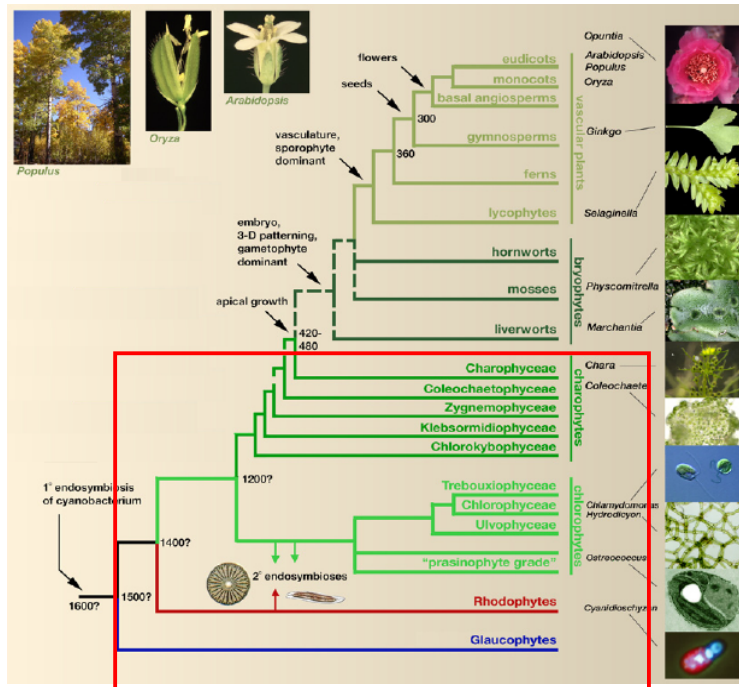 Populus
Oryza
Arabidopsis
flowers
seeds
vasculature,
sporophyte
dominant
embryo,
3-D patterning,
gametophyte
dominant
apical growth
1° endosymbiosis
of cyanobacterium
1600?
1500?
1400?
1200?
420-
480
360
300
2° endosymbioses
eudicots
monocots
basal angiosperms
gymnosperms
ferns
lycophytes
vascular plants
hornworts
mosses
liverworts
bryophytes
Charophyceae
Coleochaetophyceae
Zygnemophyceae
Klebsormidiophyceae
Chlorokybophyceae
charophytes
Trebouxiophyceae
Chlorophyceae
Ulvophyceae
"prasinophyte grade"
chlorophytes
Rhodophytes
Glaucophytes
Opuntia
Arabidopsis
Populus
Oryza
Ginkgo
Selaginella
Physcomitrella
Marchantia
Chara
Coleochaete
Chlamydomonas
Hydrodicyon
Ostreococcus
Cyanidioschyzon